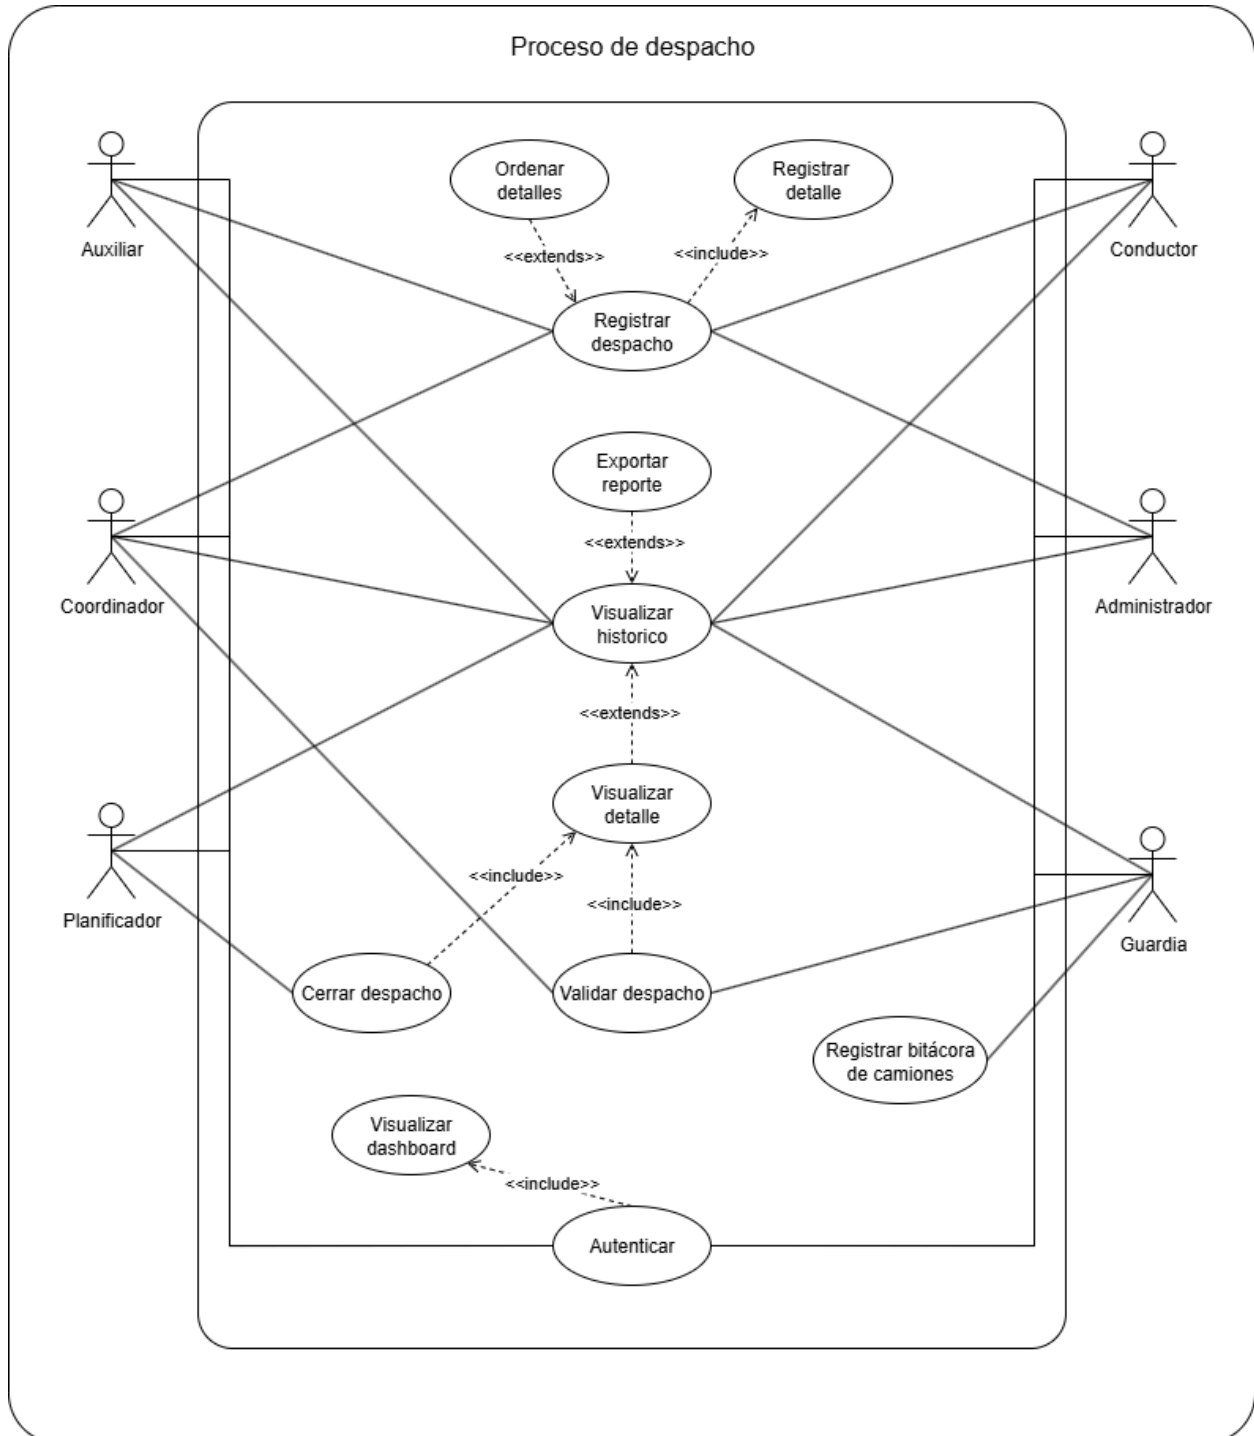 Proceso de despacho
Auxiliar
Ordenar
detalles
Registrar
detalle
Conductor
<<extends>>
<<include>>
Registrar
despacho
Exportar
reporte
<<extends>>
Coordinador
Visualizar
historico
Administrador
<<extends>>
Visualizar
detalle
<<include>>
<<include>>
Planificador
Guardia
Cerrar despacho
Validar despacho
Registrar bitácora
de camiones
Visualizar
dashboard
<<include>>
Autenticar